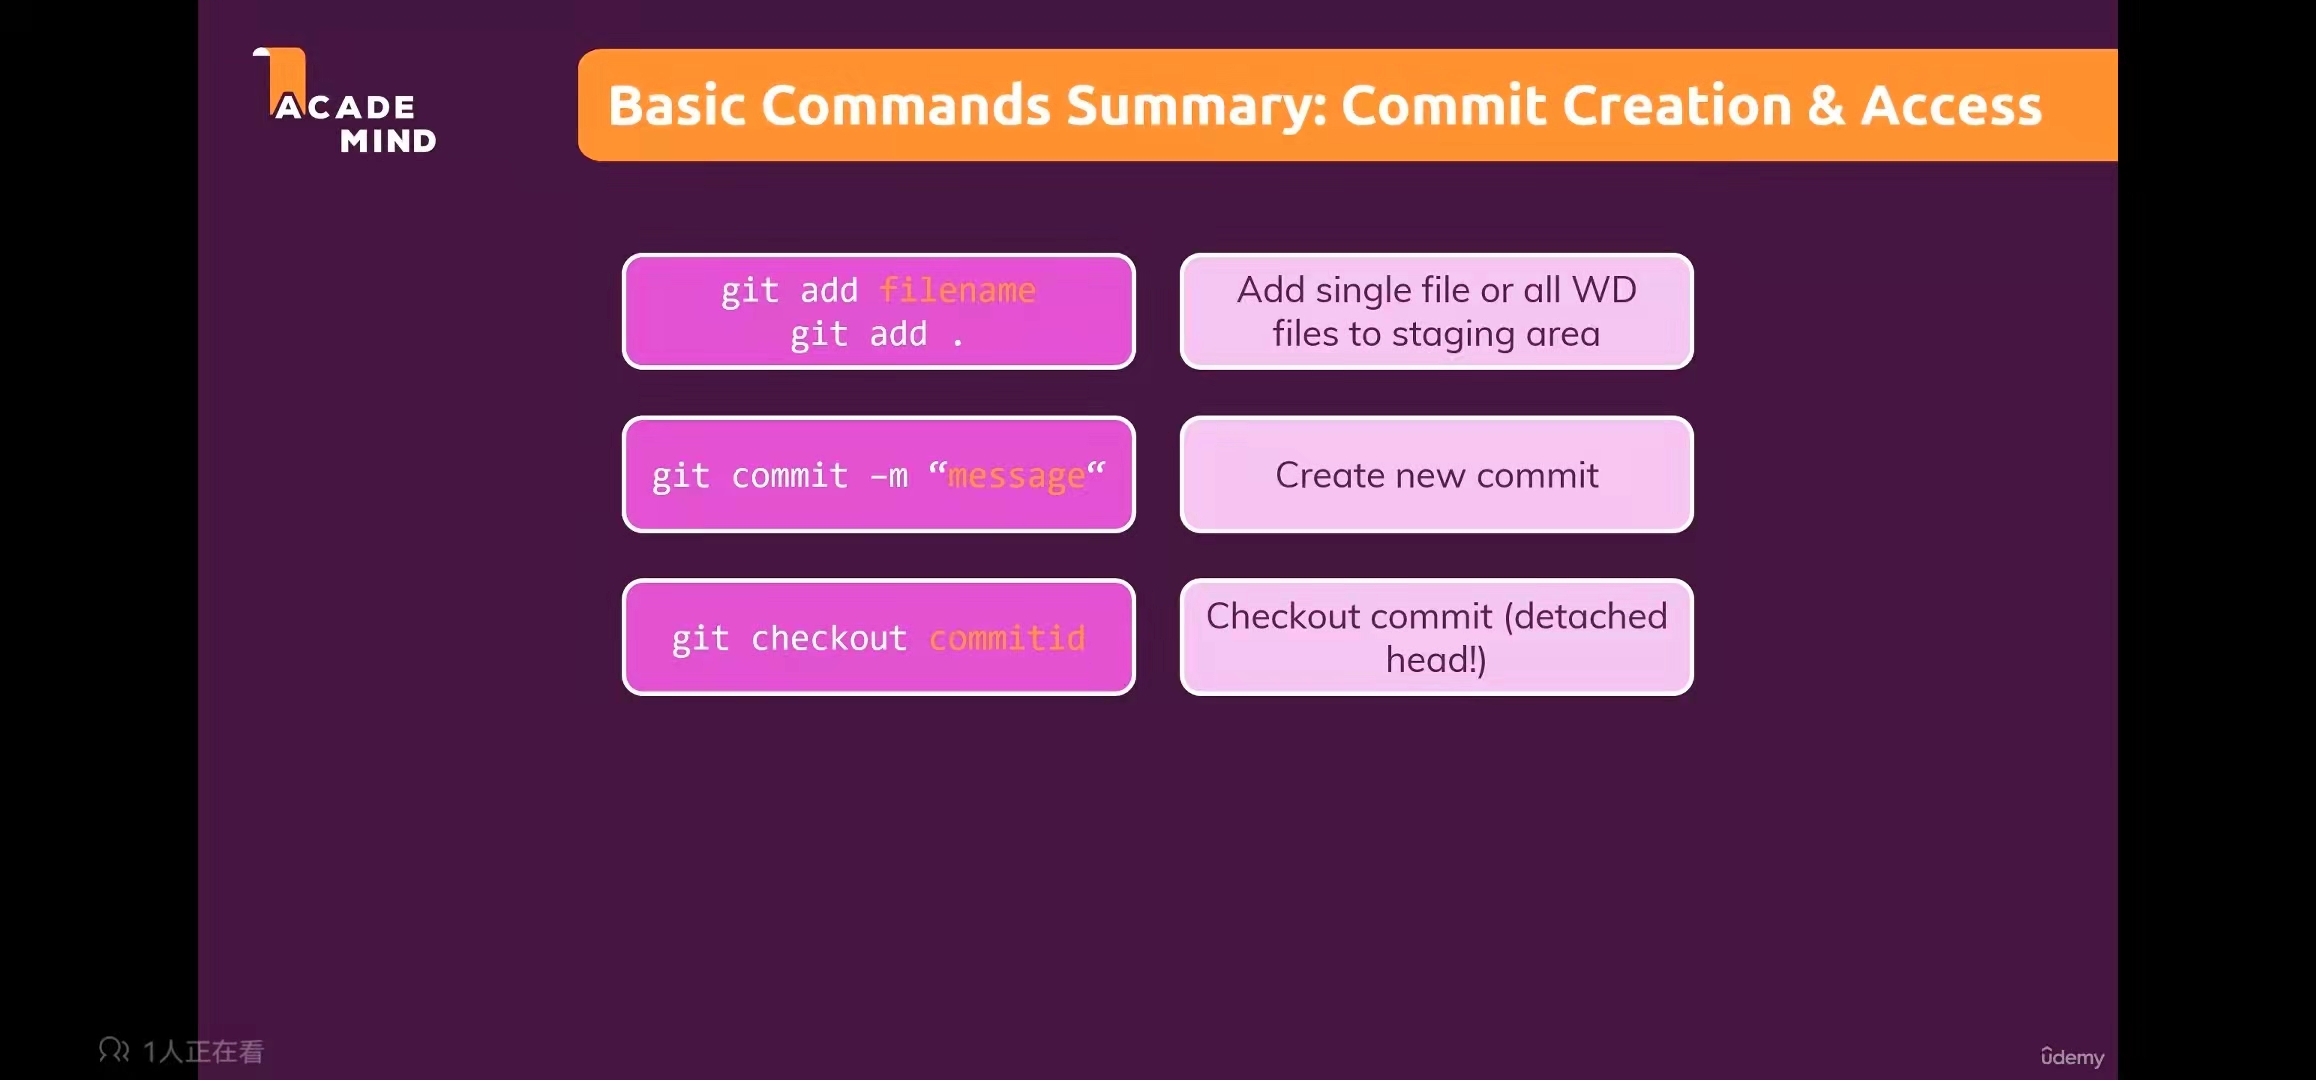 ACADE
MIND
Basic Commands Summary: Commit Creation & Access
git add filename
git add .
Add single file or all WD
files to staging area
git commit –m “message“
Create new commit
git checkout commitid
Checkout commit (detached
head!)
1人正在看
ûdemy